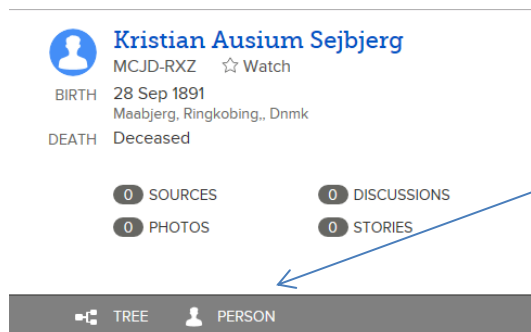 Kristian Ausium Sejbjerg
MCJD-RXZ ☆ Watch
BIRTH 28 Sep 1891
Maabjerg, Ringkobing,, Dnmk
DEATH Deceased
0 SOURCES 0 DISCUSSIONS
0 PHOTOS 0 STORIES
TREE PERSON